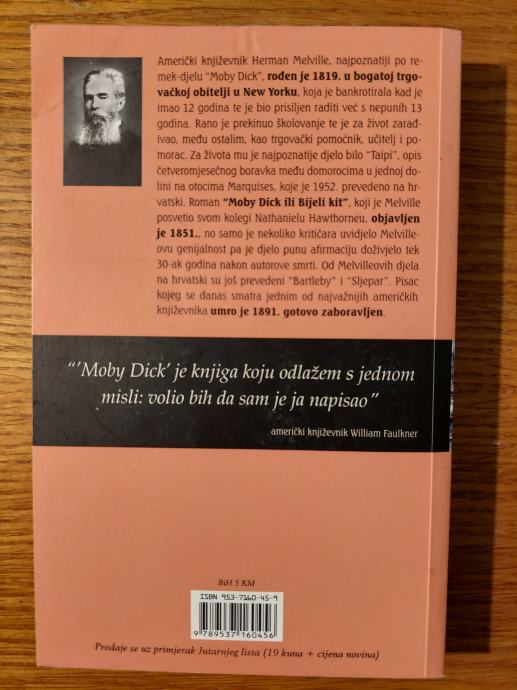 Američki književnik Herman Melville, najpoznatiji po re-
mek-djelu "Moby Dick", rođen je 1819. u bogatoj trgo-
vačkoj obitelji u New Yorku, koja je bankrotirala kad je
imao 12 godina te je bio prisiljen raditi već s nepunih 13
godina. Rano je prekinuo školovanje te je za život zarađ-
ivao, među ostalim, kao trgovački pomoćnik, učitelj i po-
morac. Za života mu je najpoznatije djelo bilo "Taipi", opis
četveromjesečnog boravka među domorocima u jednoj do-
lini na otocima Marquises, koje je 1952. prevedeno na hr-
vatski. Roman "Moby Dick ili Bijeli kit", koji je Melville
posvetio svom kolegi Nathanielu Hawthorneu, objavljen
je 1851., no samo je nekoliko kritičara uvidjelo Melville-
ovu genijalnost pa je djelo punu afirmaciju doživjelo tek
30-ak godina nakon autorove smrti. Od Melvilleovih djela
na hrvatski su još prevedeni "Bartleby" i "Sljepar". Pisac
kojeg se danas smatra jednim od najvažnijih američkih
književnika umro je 1891. gotovo zaboravljen.
"'Moby Dick' je knjiga koju odlažem s jednom
misli: volio bih da sam je ja napisao"
američki književnik William Faulkner
BiH 5 KM
ISBN 953-7160-45-9
9 789537 160456
Prodaje se uz primjerak Jutarnjeg lista (19 kuna + cijena novina)